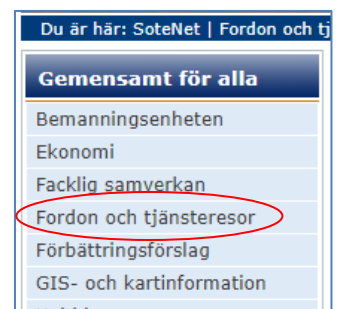 Du är här: SoteNet | Fordon och tj
Gemensamt för alla
Bemanningsenheten
Ekonomi
Facklig samverkan
Fordon och tjänsteresor
Förbättringsförslag
GIS- och kartinformation